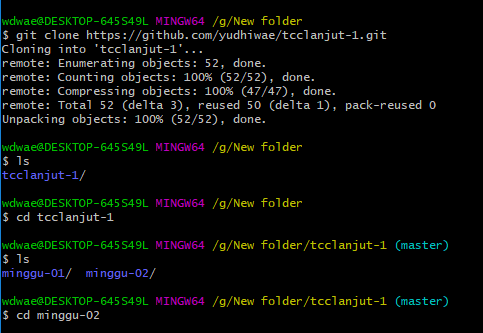 wdwae@DESKTOP-645S49L MINGW64 /g/New folder
$ git clone https://github.com/yudhiwae/tcclanjut-1.git
Cloning into 'tcclanjut-1'...
remote: Enumerating objects: 52, done.
remote: Counting objects: 100% (52/52), done.
remote: Compressing objects: 100% (47/47), done.
remote: Total 52 (delta 3), reused 50 (delta 1), pack-reused 0
Unpacking objects: 100% (52/52), done.
wdwae@DESKTOP-645S49L MINGW64 /g/New folder
$ ls
tcclanjut-1/
wdwae@DESKTOP-645S49L MINGW64 /g/New folder
$ cd tcclanjut-1
wdwae@DESKTOP-645S49L MINGW64 /g/New folder/tcclanjut-1 (master)
$ ls
minggu-01/  minggu-02/
wdwae@DESKTOP-645S49L MINGW64 /g/New folder/tcclanjut-1 (master)
$ cd minggu-02